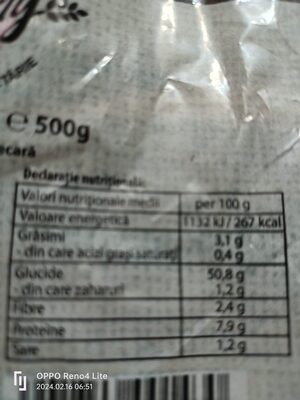 TĂRIE
℮ 500g
ecară
Declarație nutrițională:
Valori nutriționale medii per 100 g
Valoare energetică 1132 kJ / 267 kcal
Grăsimi 3,1 g
- din care acizi grași saturați 0,4 g
Glucide 50,8 g
- din care zaharuri 1,2 g
Fibre 2,4 g
Proteine 7,9 g
Sare 1,2 g
OPPO Reno4 Lite
2024.02.16 06:51